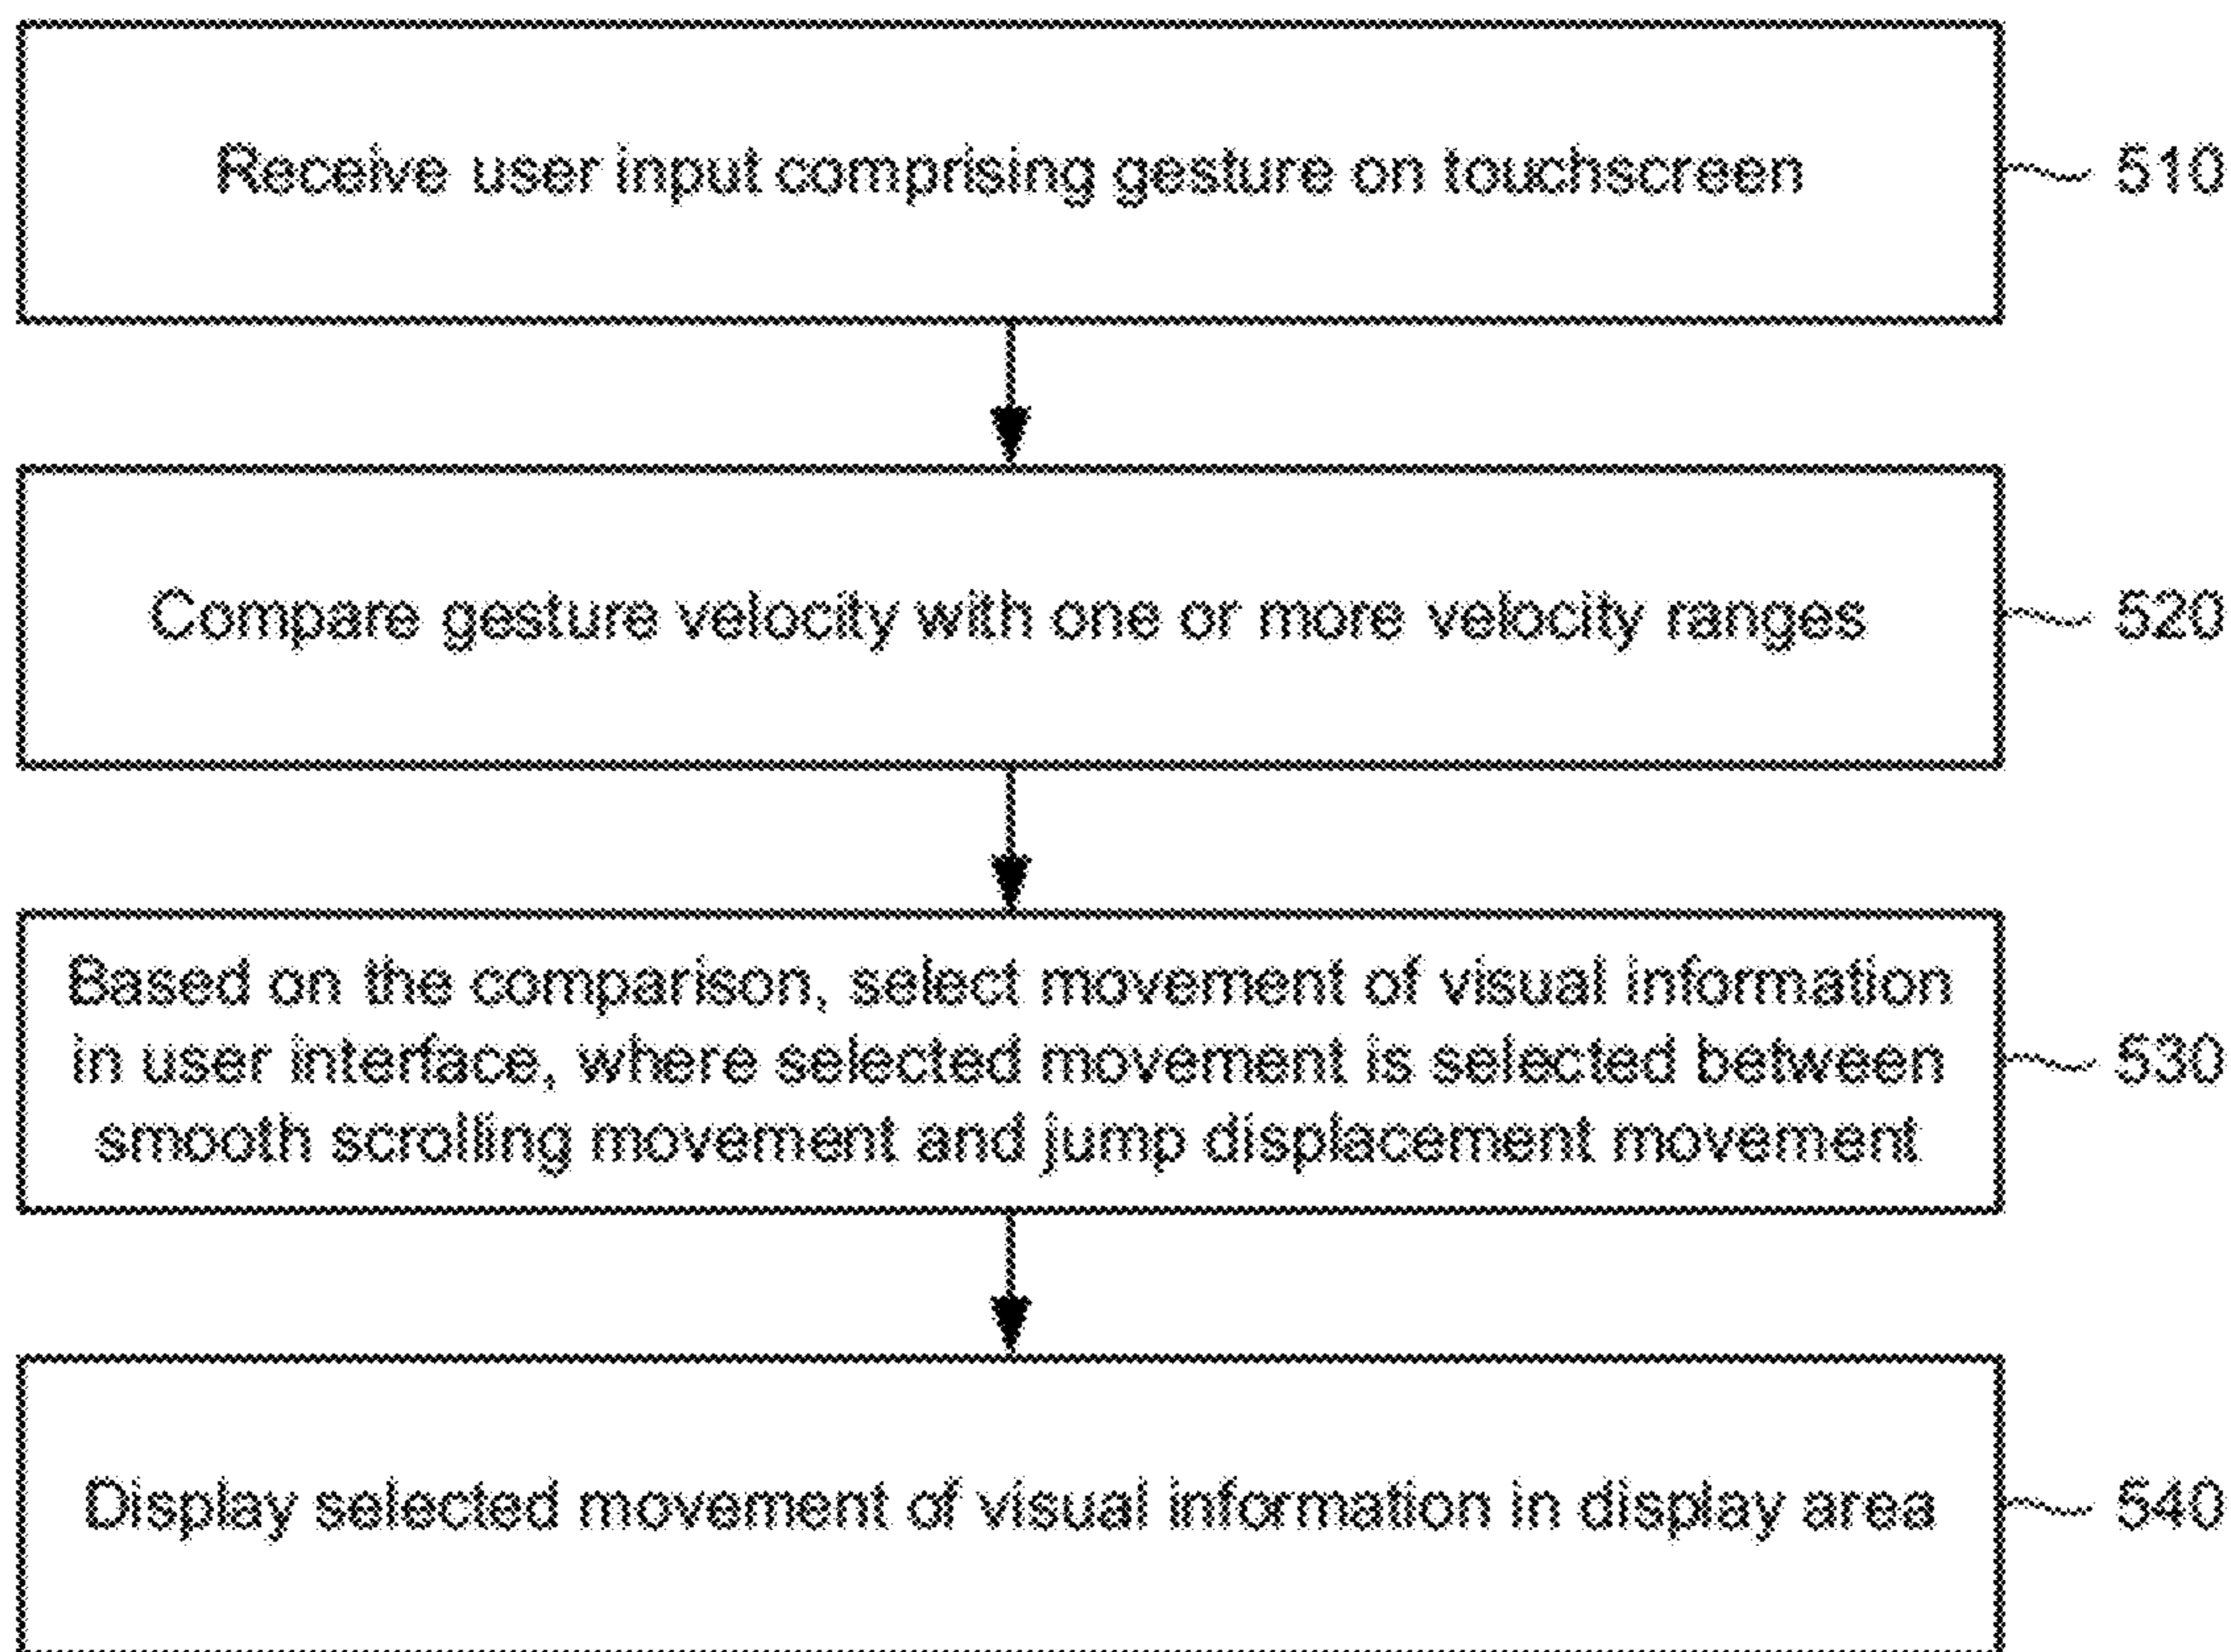 Receive user input comprising gesture on touchscreen
510
Compare gesture velocity with one or more velocity ranges
520
Based on the comparison, select movement of visual information
in user interface, where selected movement is selected between
smooth scrolling movement and jump displacement movement
530
Display selected movement of visual information in display area
540